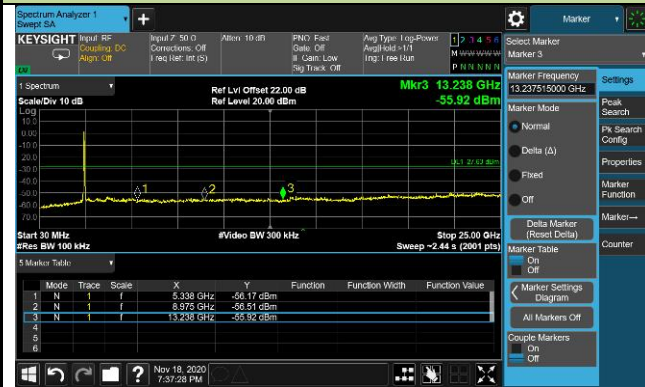 Spectrum Analyzer 1
Swept SA
Marker
KEYSIGHT
Input: RF
Coupling: DC
Align: Off
Input Z: 50 Ω
Corrections: Off
Freq Ref: Int (S)
Atten: 10 dB
PNO: Fast
Gate: Off
IF Gain: Low
Sig Track: Off
Avg Type: Log-Power
Avg|Hold >1/1
Trig: Free Run
1 2 3 4 5 6
M W W W W W
P N N N N N
Select Marker
Marker 3
1 Spectrum
Scale/Div 10 dB
Log
Ref Lvl Offset 22.00 dB
Ref Level 20.00 dBm
Mkr3 13.238 GHz
-55.92 dBm
10.0
0.00
-10.0
-20.0
-30.0
-40.0
-50.0
-60.0
-70.0
1
2
3
Start 30 MHz
#Res BW 100 kHz
#Video BW 300 kHz
Stop 25.00 GHz
Sweep ~2.44 s (2001 pts)
5 Marker Table
Mode Trace Scale X Y Function Function Width Function Value
1 N 1 f 5.338 GHz -56.17 dBm
2 N 1 f 8.975 GHz -56.51 dBm
3 N 1 f 13.238 GHz -55.92 dBm
4
5
6
Marker Frequency
13.237515000 GHz
Marker Mode
Normal
Delta (Δ)
Fixed
Off
Delta Marker
(Reset Delta)
Marker Table
On
Off
Marker Settings
Diagram
All Markers Off
Couple Markers
On
Off
Settings
Peak
Search
Pk Search
Config
Properties
Marker
Function
Marker→
Counter
Nov 18, 2020
7:37:28 PM